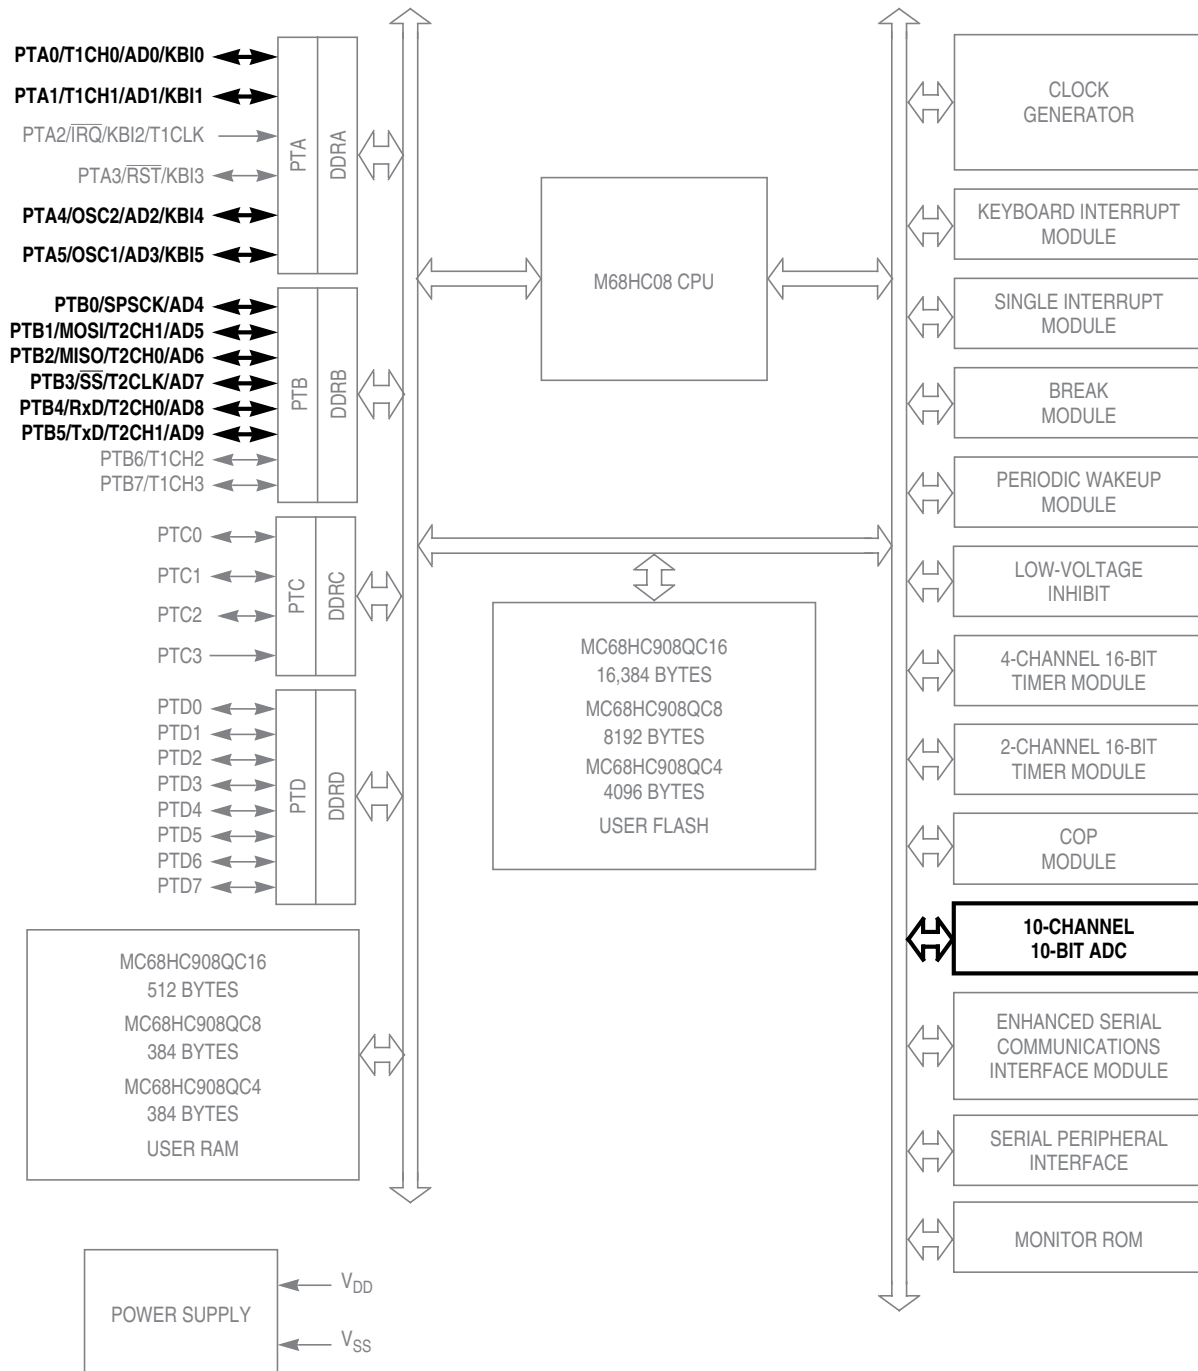 PTA0/T1CH0/AD0/KBI0
PTA1/T1CH1/AD1/KBI1
PTA2/IRQ/KBI2/T1CLK
PTA3/RST/KBI3
PTA4/OSC2/AD2/KBI4
PTA5/OSC1/AD3/KBI5
PTA
DDRA
PTB0/SPSCK/AD4
PTB1/MOSI/T2CH1/AD5
PTB2/MISO/T2CH0/AD6
PTB3/SS/T2CLK/AD7
PTB4/RxD/T2CH0/AD8
PTB5/TxD/T2CH1/AD9
PTB6/T1CH2
PTB7/T1CH3
PTB
DDRB
PTC0
PTC1
PTC2
PTC3
PTC
DDRC
PTD0
PTD1
PTD2
PTD3
PTD4
PTD5
PTD6
PTD7
PTD
DDRD
MC68HC908QC16
512 BYTES
MC68HC908QC8
384 BYTES
MC68HC908QC4
384 BYTES
USER RAM
POWER SUPPLY
VDD
VSS
M68HC08 CPU
MC68HC908QC16
16,384 BYTES
MC68HC908QC8
8192 BYTES
MC68HC908QC4
4096 BYTES
USER FLASH
CLOCK
GENERATOR
KEYBOARD INTERRUPT
MODULE
SINGLE INTERRUPT
MODULE
BREAK
MODULE
PERIODIC WAKEUP
MODULE
LOW-VOLTAGE
INHIBIT
4-CHANNEL 16-BIT
TIMER MODULE
2-CHANNEL 16-BIT
TIMER MODULE
COP
MODULE
10-CHANNEL
10-BIT ADC
ENHANCED SERIAL
COMMUNICATIONS
INTERFACE MODULE
SERIAL PERIPHERAL
INTERFACE
MONITOR ROM